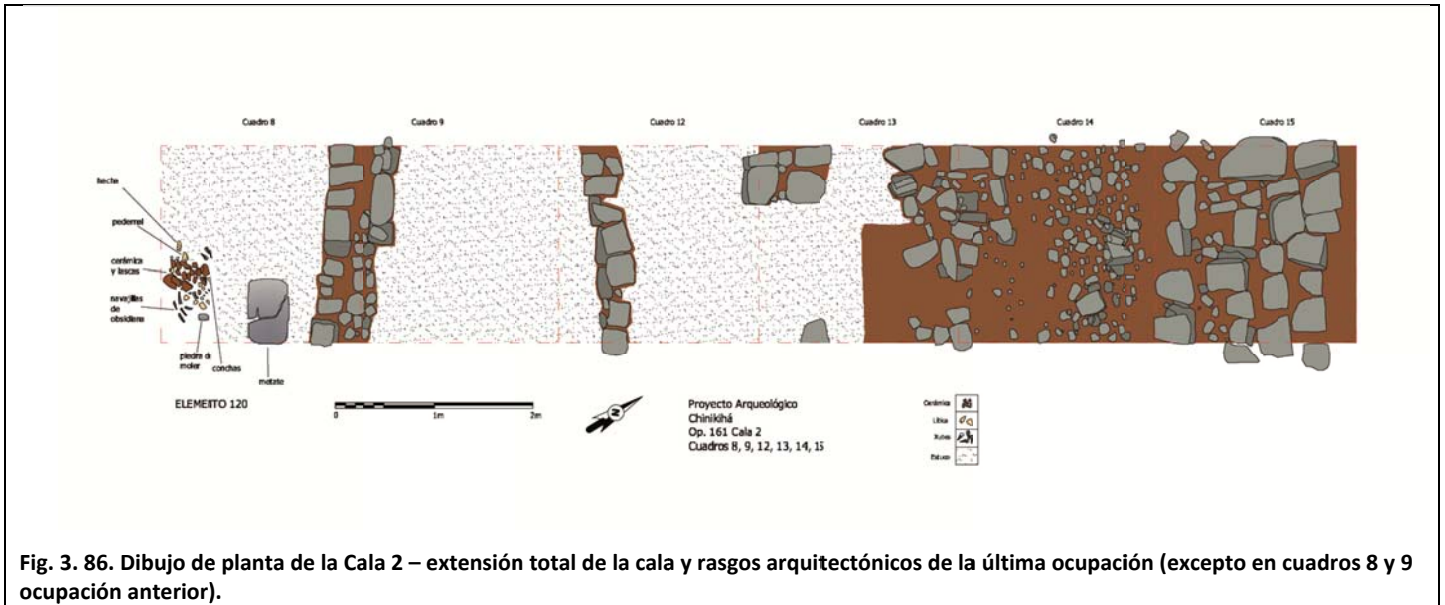 Cuadro 8
Cuadro 9
Cuadro 12
Cuadro 13
Cuadro 14
Cuadro 15
flecha
pedernal
cerámica
y lascas
navajillas
de
obsidiana
piedra de
moler
conchas
metate
ELEMENTO 120
0
1m
2m
N
Proyecto Arqueológico
Chinikihá
Op. 161 Cala 2
Cuadros 8, 9, 12, 13, 14, 15
Cerámica
Lítica
Estuco
Fig. 3. 86. Dibujo de planta de la Cala 2 – extensión total de la cala y rasgos arquitectónicos de la última ocupación (excepto en cuadros 8 y 9
ocupación anterior).